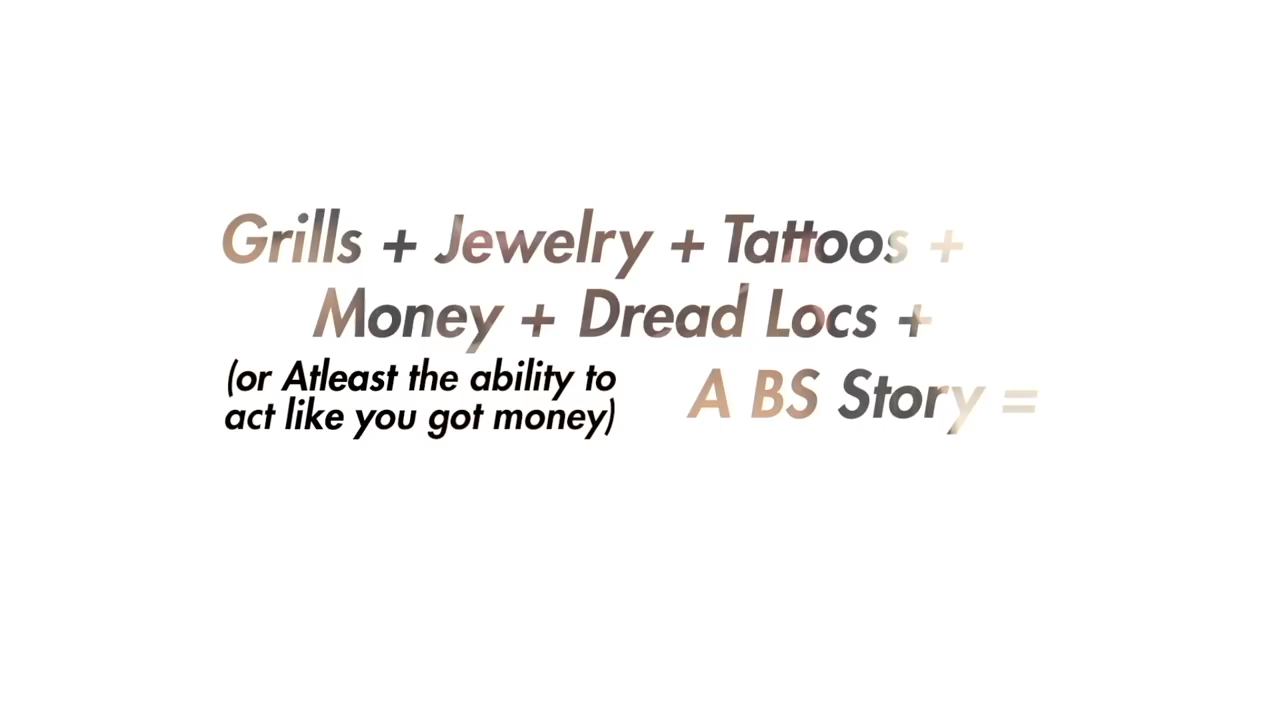 Grills + Jewelry + Tattoos +
Money + Dread Locs +
(or Atleast the ability to
act like you got money)
A BS Story =